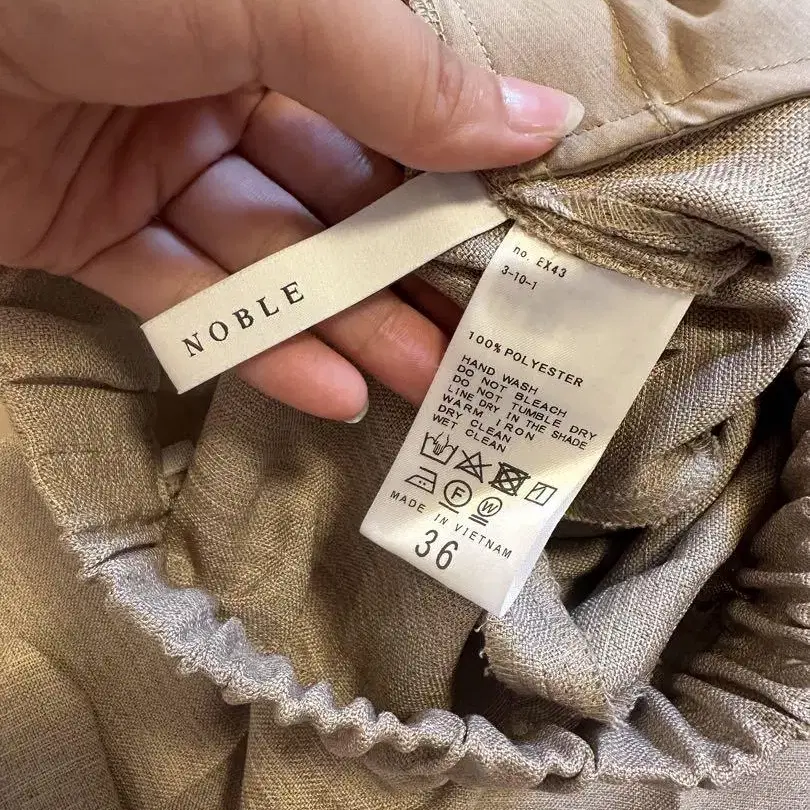 NOBLE
no. EX43
3-10-1
100% POLYESTER
HAND WASH
DO NOT BLEACH
DO NOT TUMBLE DRY
LINE DRY IN THE SHADE
WARM IRON
DRY CLEAN
WET CLEAN
F W
MADE IN VIETNAM
36